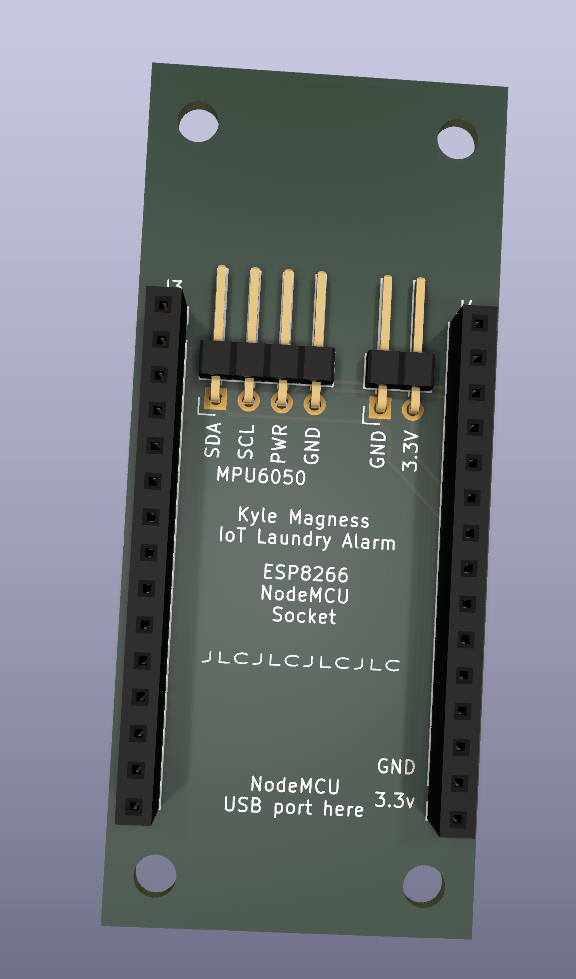 J3
SDA
SCL
PWR
GND
GND
3.3V
MPU6050
Kyle Magness
IoT Laundry Alarm
ESP8266
NodeMCU
Socket
JLCJLCJLCJLC
GND
3.3v
NodeMCU
USB port here